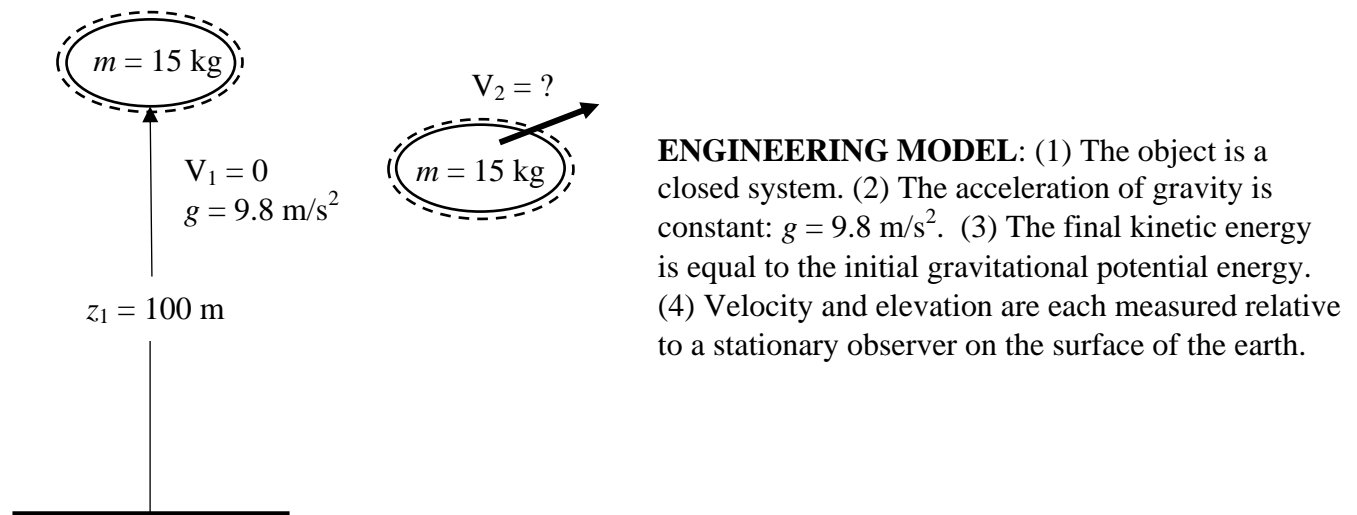 m = 15 kg
V₂ = ?
m = 15 kg
V₁ = 0
g = 9.8 m/s²
z₁ = 100 m
ENGINEERING MODEL: (1) The object is a
closed system. (2) The acceleration of gravity is
constant: g = 9.8 m/s². (3) The final kinetic energy
is equal to the initial gravitational potential energy.
(4) Velocity and elevation are each measured relative
to a stationary observer on the surface of the earth.